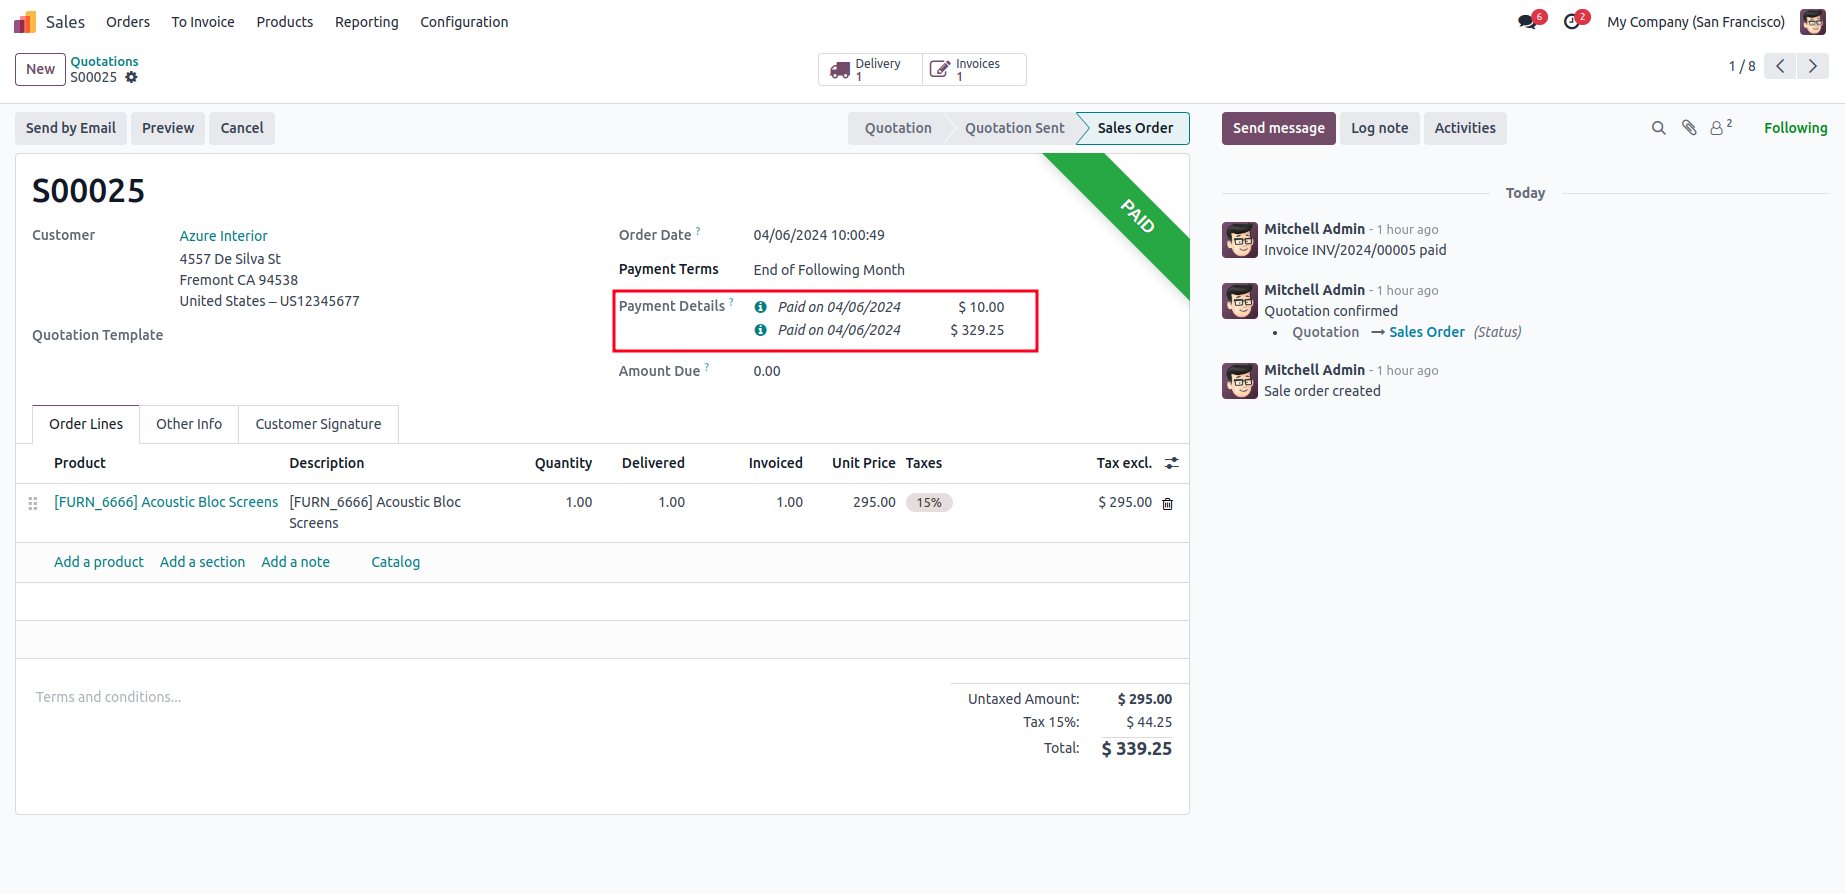 Sales Orders To Invoice Products Reporting Configuration 6 2 My Company (San Francisco)
New Quotations
S00025
Delivery
1
Invoices
1
1 / 8
Send by Email Preview Cancel Quotation Quotation Sent Sales Order Send message Log note Activities 2 Following
PAID
S00025
Customer Azure Interior
4557 De Silva St
Fremont CA 94538
United States – US12345677
Quotation Template
Order Date ? 04/06/2024 10:00:49
Payment Terms End of Following Month
Payment Details ? Paid on 04/06/2024 $ 10.00
Paid on 04/06/2024 $ 329.25
Amount Due ? 0.00
Order Lines Other Info Customer Signature
Product Description Quantity Delivered Invoiced Unit Price Taxes Tax excl.
[FURN_6666] Acoustic Bloc Screens [FURN_6666] Acoustic Bloc 1.00 1.00 1.00 295.00 15% $ 295.00
Screens
Add a product Add a section Add a note Catalog
Terms and conditions...
Untaxed Amount: $ 295.00
Tax 15%: $ 44.25
Total: $ 339.25
Today
Mitchell Admin - 1 hour ago
Invoice INV/2024/00005 paid
Mitchell Admin - 1 hour ago
Quotation confirmed
• Quotation → Sales Order (Status)
Mitchell Admin - 1 hour ago
Sale order created